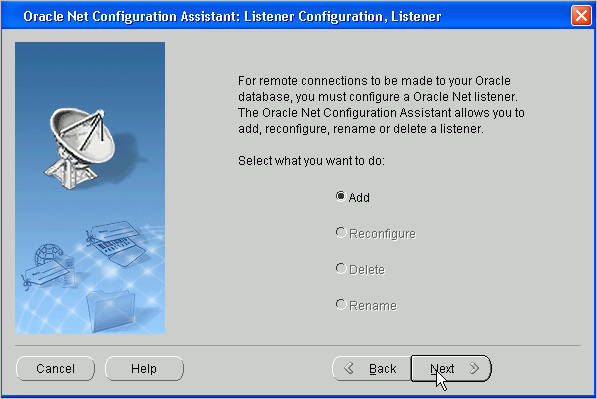 Oracle Net Configuration Assistant: Listener Configuration, Listener
For remote connections to be made to your Oracle
database, you must configure a Oracle Net listener.
The Oracle Net Configuration Assistant allows you to
add, reconfigure, rename or delete a listener.
Select what you want to do:
Add
Reconfigure
Delete
Rename
Cancel
Help
Back
Next